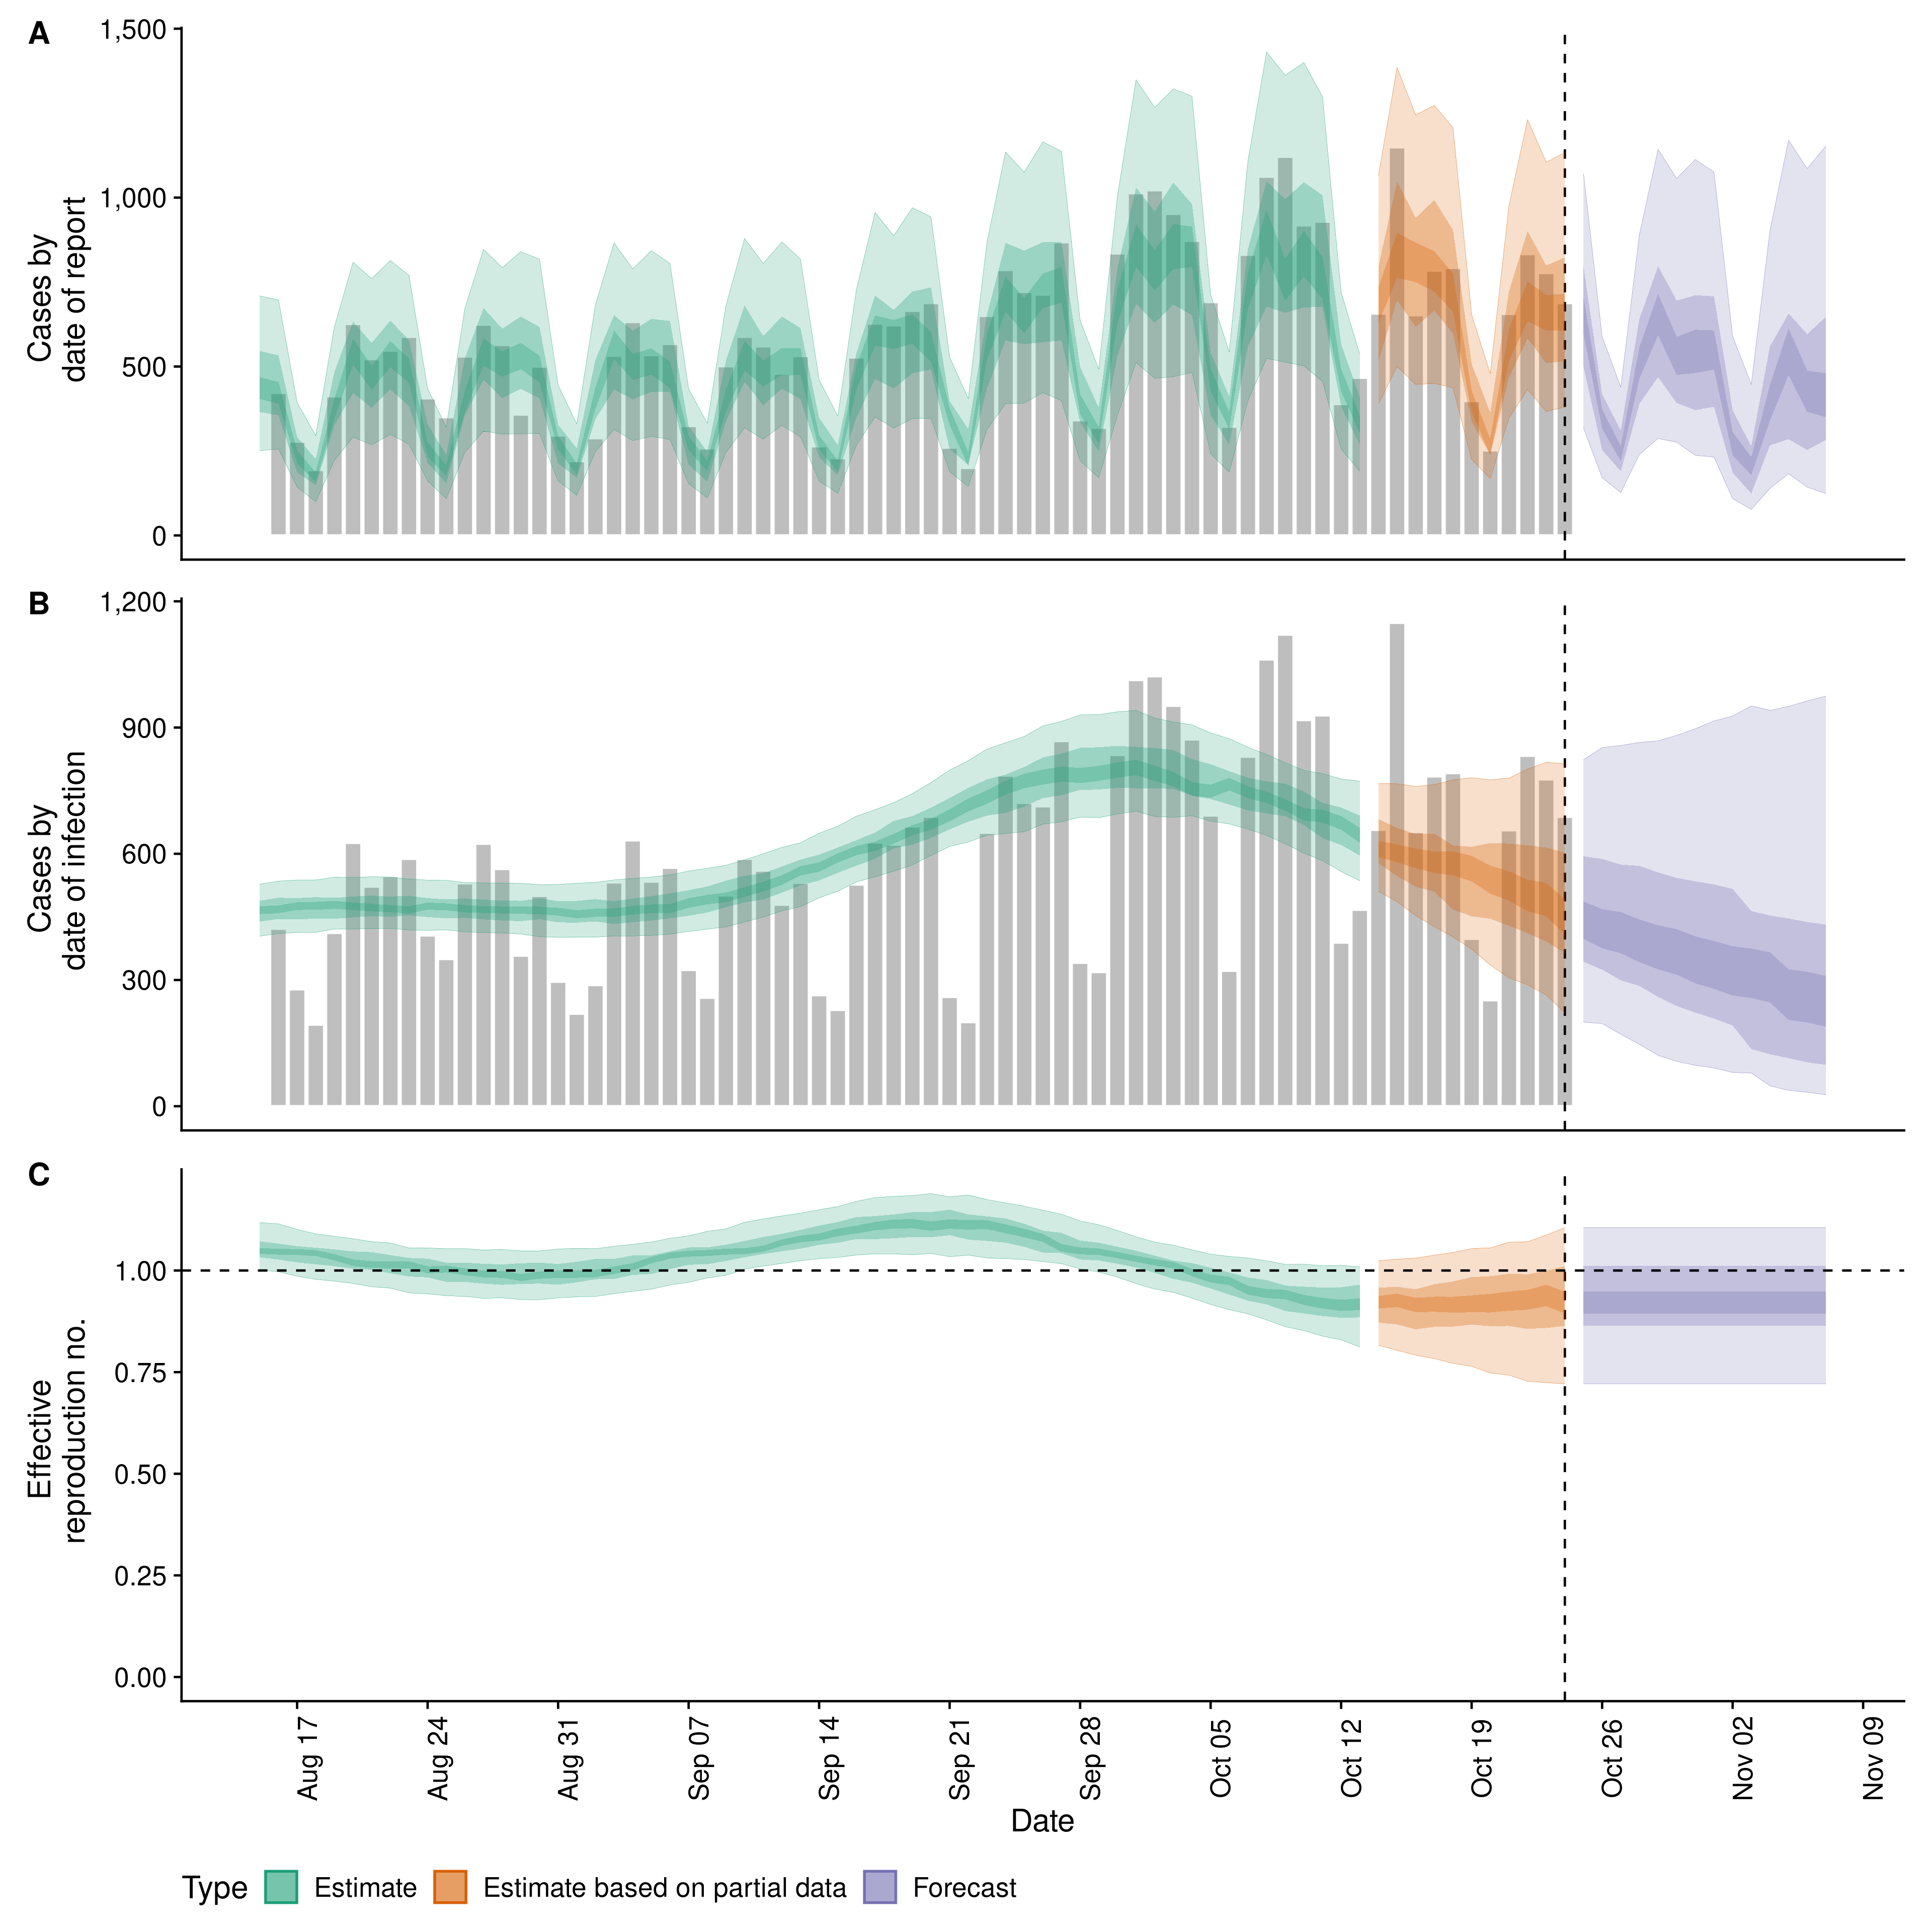 A
Cases by
date of report
1,500
1,000
500
0
B
Cases by
date of infection
1,200
900
600
300
0
C
Effective
reproduction no.
1.00
0.75
0.50
0.25
0.00
Aug 17
Aug 24
Aug 31
Sep 07
Sep 14
Sep 21
Sep 28
Oct 05
Oct 12
Oct 19
Oct 26
Nov 02
Nov 09
Date
Type
Estimate
Estimate based on partial data
Forecast